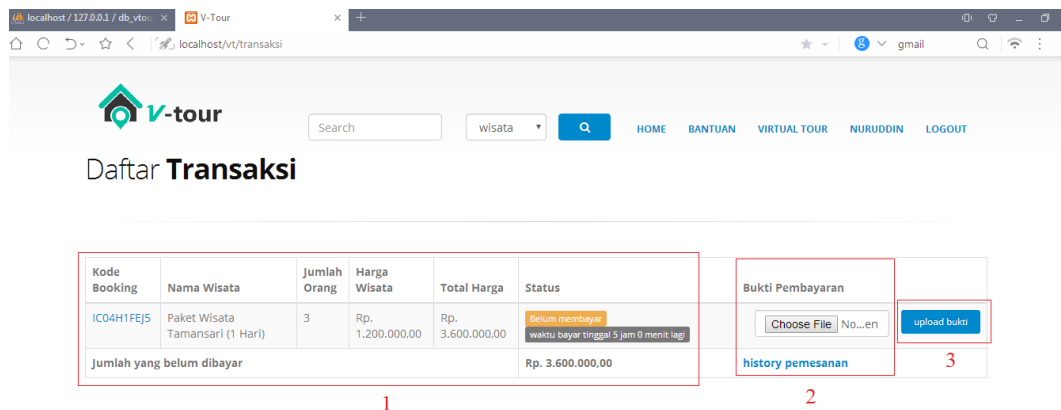 localhost / 127.0.0.1 / db_vtou
V-Tour
localhost/vt/transaksi
gmail
V-tour
Search
wisata
HOME
BANTUAN
VIRTUAL TOUR
NURUDDIN
LOGOUT
Daftar Transaksi
Kode Booking
Nama Wisata
Jumlah Orang
Harga Wisata
Total Harga
Status
Bukti Pembayaran
IC04H1FEJ5
Paket Wisata
Tamansari (1 Hari)
3
Rp.
1.200.000,00
Rp.
3.600.000,00
Belum membayar
waktu bayar tinggal 5 jam 0 menit lagi
Choose File No...en
upload bukti
Jumlah yang belum dibayar
Rp. 3.600.000,00
history pemesanan
1
2
3